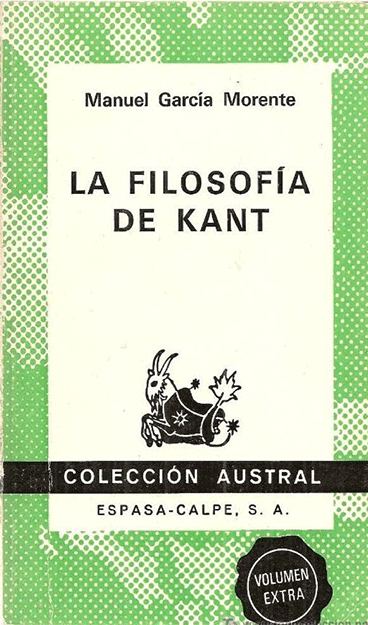 Manuel García Morente
LA FILOSOFÍA
DE KANT
COLECCIÓN AUSTRAL
ESPASA-CALPE, S. A.
VOLUMEN
EXTRA